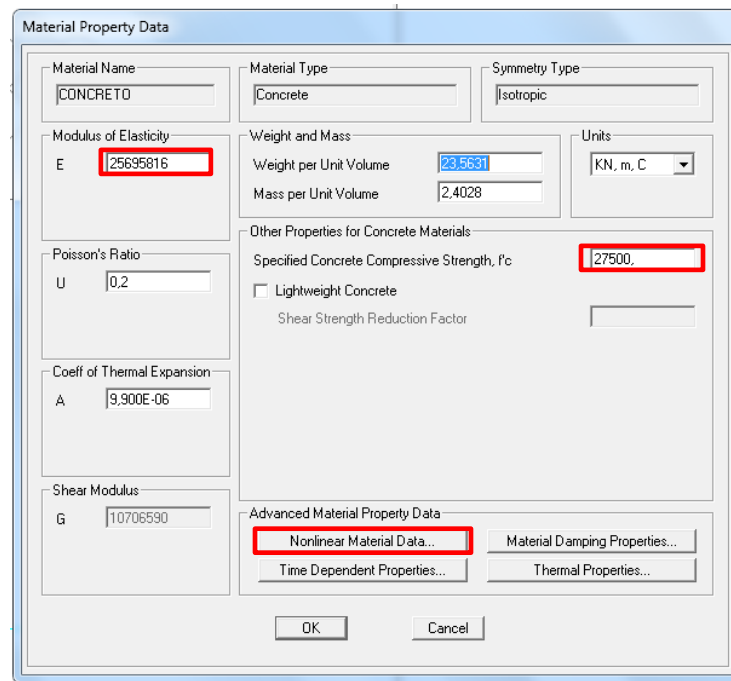 Material Property Data
Material Name
CONCRETO
Material Type
Concrete
Symmetry Type
Isotropic
Modulus of Elasticity
E 25695816
Weight and Mass
Weight per Unit Volume 23,5631
Mass per Unit Volume 2,4028
Units
KN, m, C
Poisson's Ratio
U 0,2
Other Properties for Concrete Materials
Specified Concrete Compressive Strength, f'c 27500,
Lightweight Concrete
Shear Strength Reduction Factor
Coeff of Thermal Expansion
A 9,900E-06
Shear Modulus
G 10706590
Advanced Material Property Data
Nonlinear Material Data... Material Damping Properties...
Time Dependent Properties... Thermal Properties...
OK Cancel